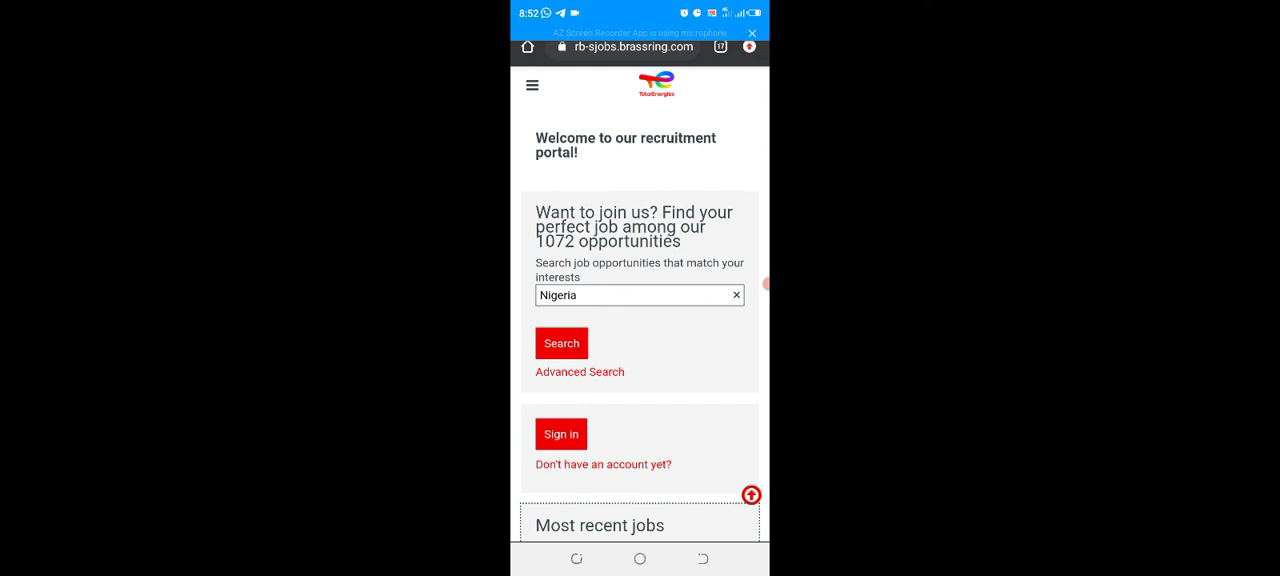 8:52
AZ Screen Recorder App is using microphone
rb-sjobs.brassring.com 17
TotalEnergies
Welcome to our recruitment
portal!
Want to join us? Find your
perfect job among our
1072 opportunities
Search job opportunities that match your
interests
Nigeria
Search
Advanced Search
Sign in
Don't have an account yet?
Most recent jobs